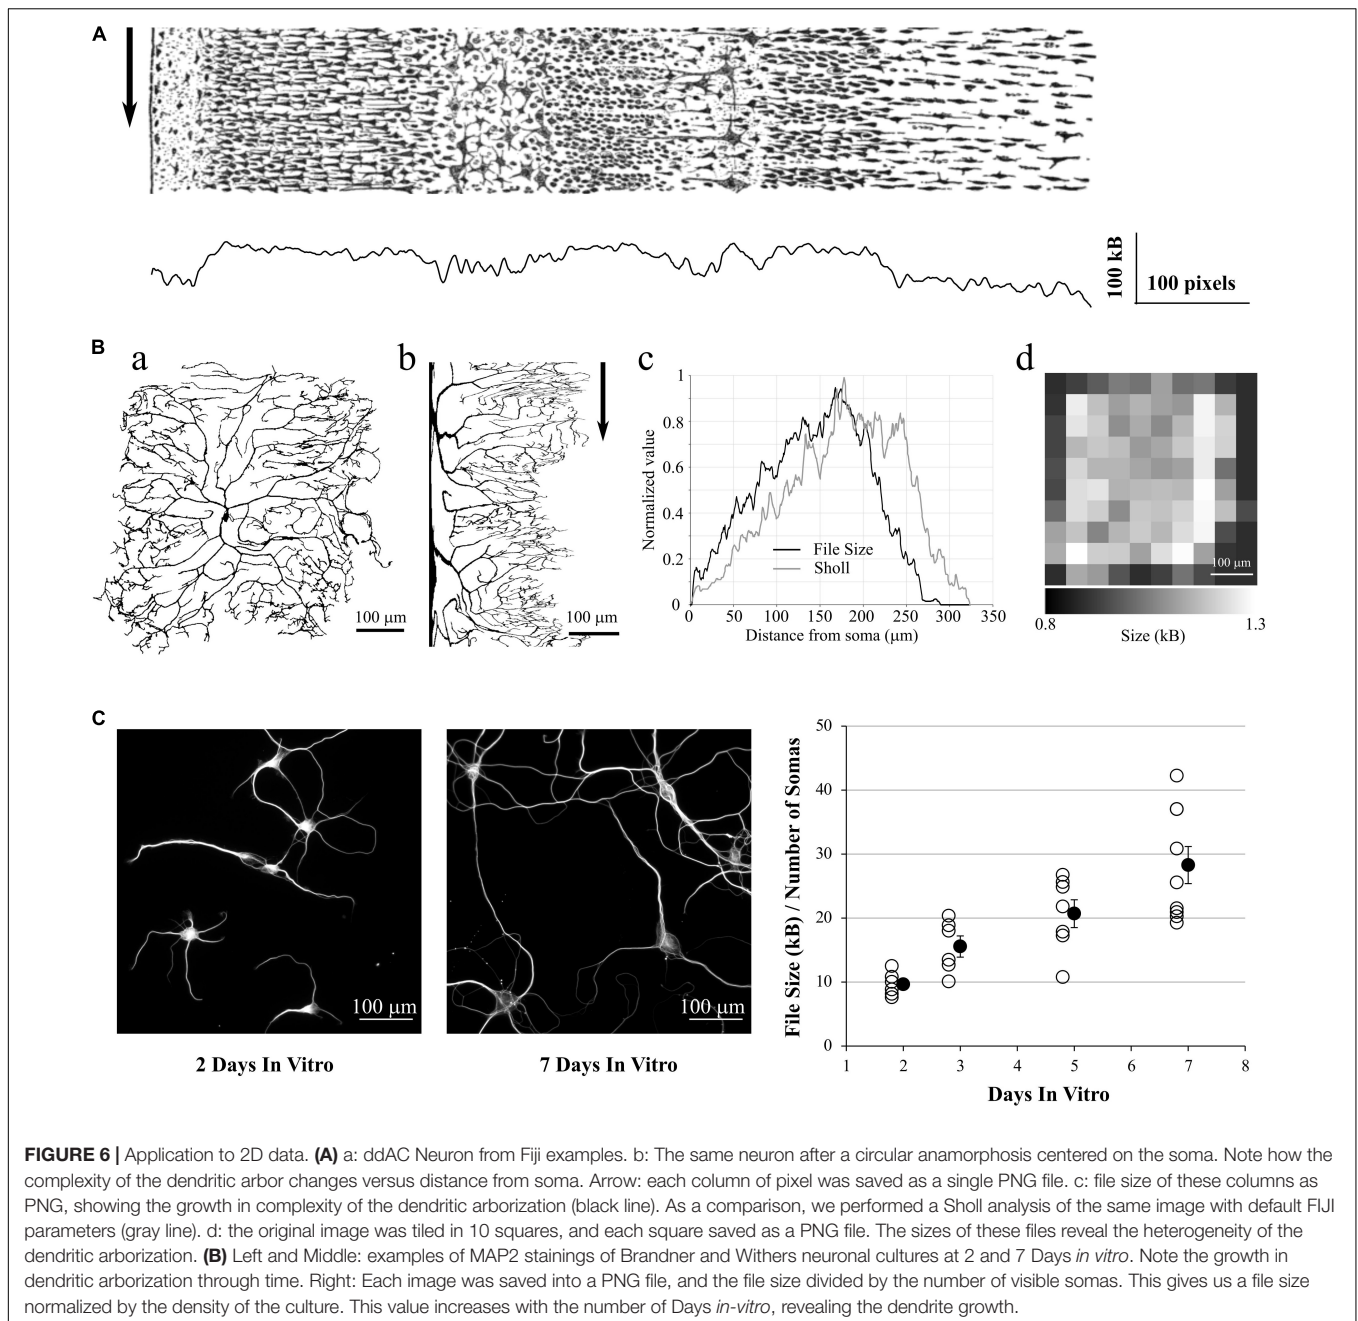 A
100 kB
100 pixels
B
a
b
c
d
100 µm
100 µm
Normalized value
1
0.8
0.6
0.4
0.2
0
File Size
Sholl
0
50
100
150
200
250
300
350
Distance from soma (µm)
100 µm
0.8
1.3
Size (kB)
C
100 µm
2 Days In Vitro
100 µm
7 Days In Vitro
File Size (kB) / Number of Somas
50
40
30
20
10
0
1
2
3
4
5
6
7
8
Days In Vitro
FIGURE 6 | Application to 2D data. (A) a: ddAC Neuron from Fiji examples. b: The same neuron after a circular anamorphosis centered on the soma. Note how the
complexity of the dendritic arbor changes versus distance from soma. Arrow: each column of pixel was saved as a single PNG file. c: file size of these columns as
PNG, showing the growth in complexity of the dendritic arborization (black line). As a comparison, we performed a Sholl analysis of the same image with default FIJI
parameters (gray line). d: the original image was tiled in 10 squares, and each square saved as a PNG file. The sizes of these files reveal the heterogeneity of the
dendritic arborization. (B) Left and Middle: examples of MAP2 stainings of Brandner and Withers neuronal cultures at 2 and 7 Days in vitro. Note the growth in
dendritic arborization through time. Right: Each image was saved into a PNG file, and the file size divided by the number of visible somas. This gives us a file size
normalized by the density of the culture. This value increases with the number of Days in-vitro, revealing the dendrite growth.